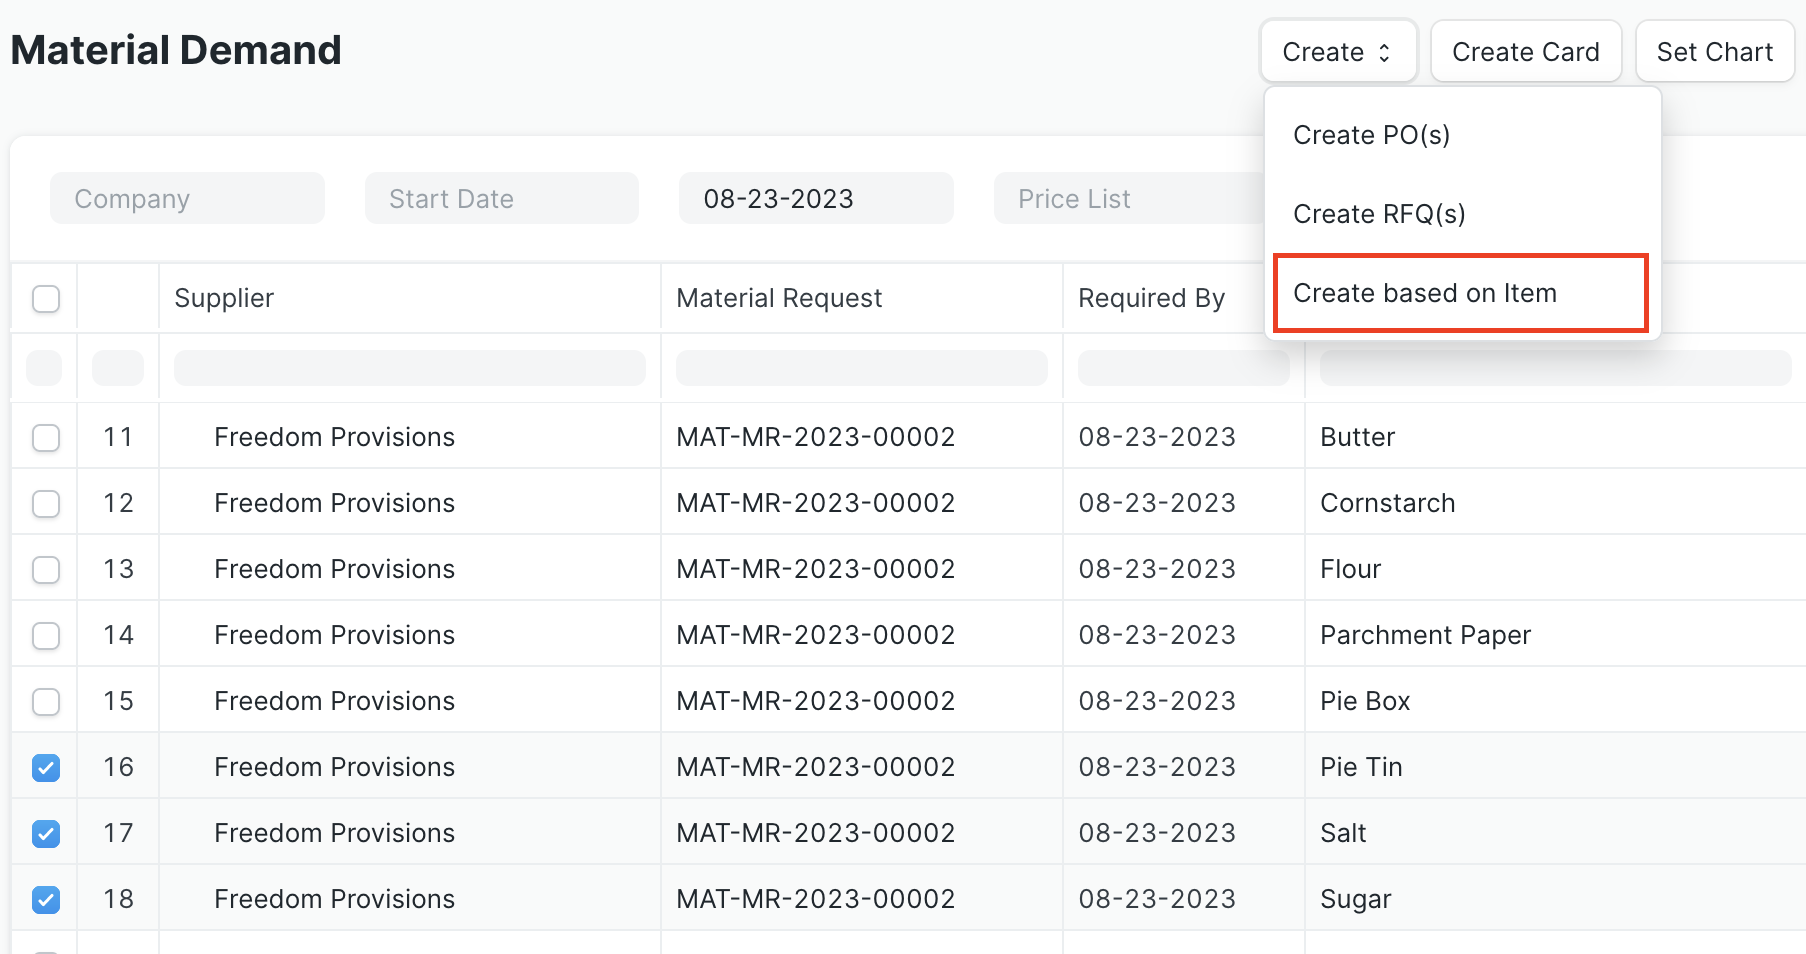 Material Demand
Create
Create Card
Set Chart
Create PO(s)
Create RFQ(s)
Create based on Item
Company
Start Date
08-23-2023
Price List
Supplier Material Request Required By
11 Freedom Provisions MAT-MR-2023-00002 08-23-2023 Butter
12 Freedom Provisions MAT-MR-2023-00002 08-23-2023 Cornstarch
13 Freedom Provisions MAT-MR-2023-00002 08-23-2023 Flour
14 Freedom Provisions MAT-MR-2023-00002 08-23-2023 Parchment Paper
15 Freedom Provisions MAT-MR-2023-00002 08-23-2023 Pie Box
16 Freedom Provisions MAT-MR-2023-00002 08-23-2023 Pie Tin
17 Freedom Provisions MAT-MR-2023-00002 08-23-2023 Salt
18 Freedom Provisions MAT-MR-2023-00002 08-23-2023 Sugar